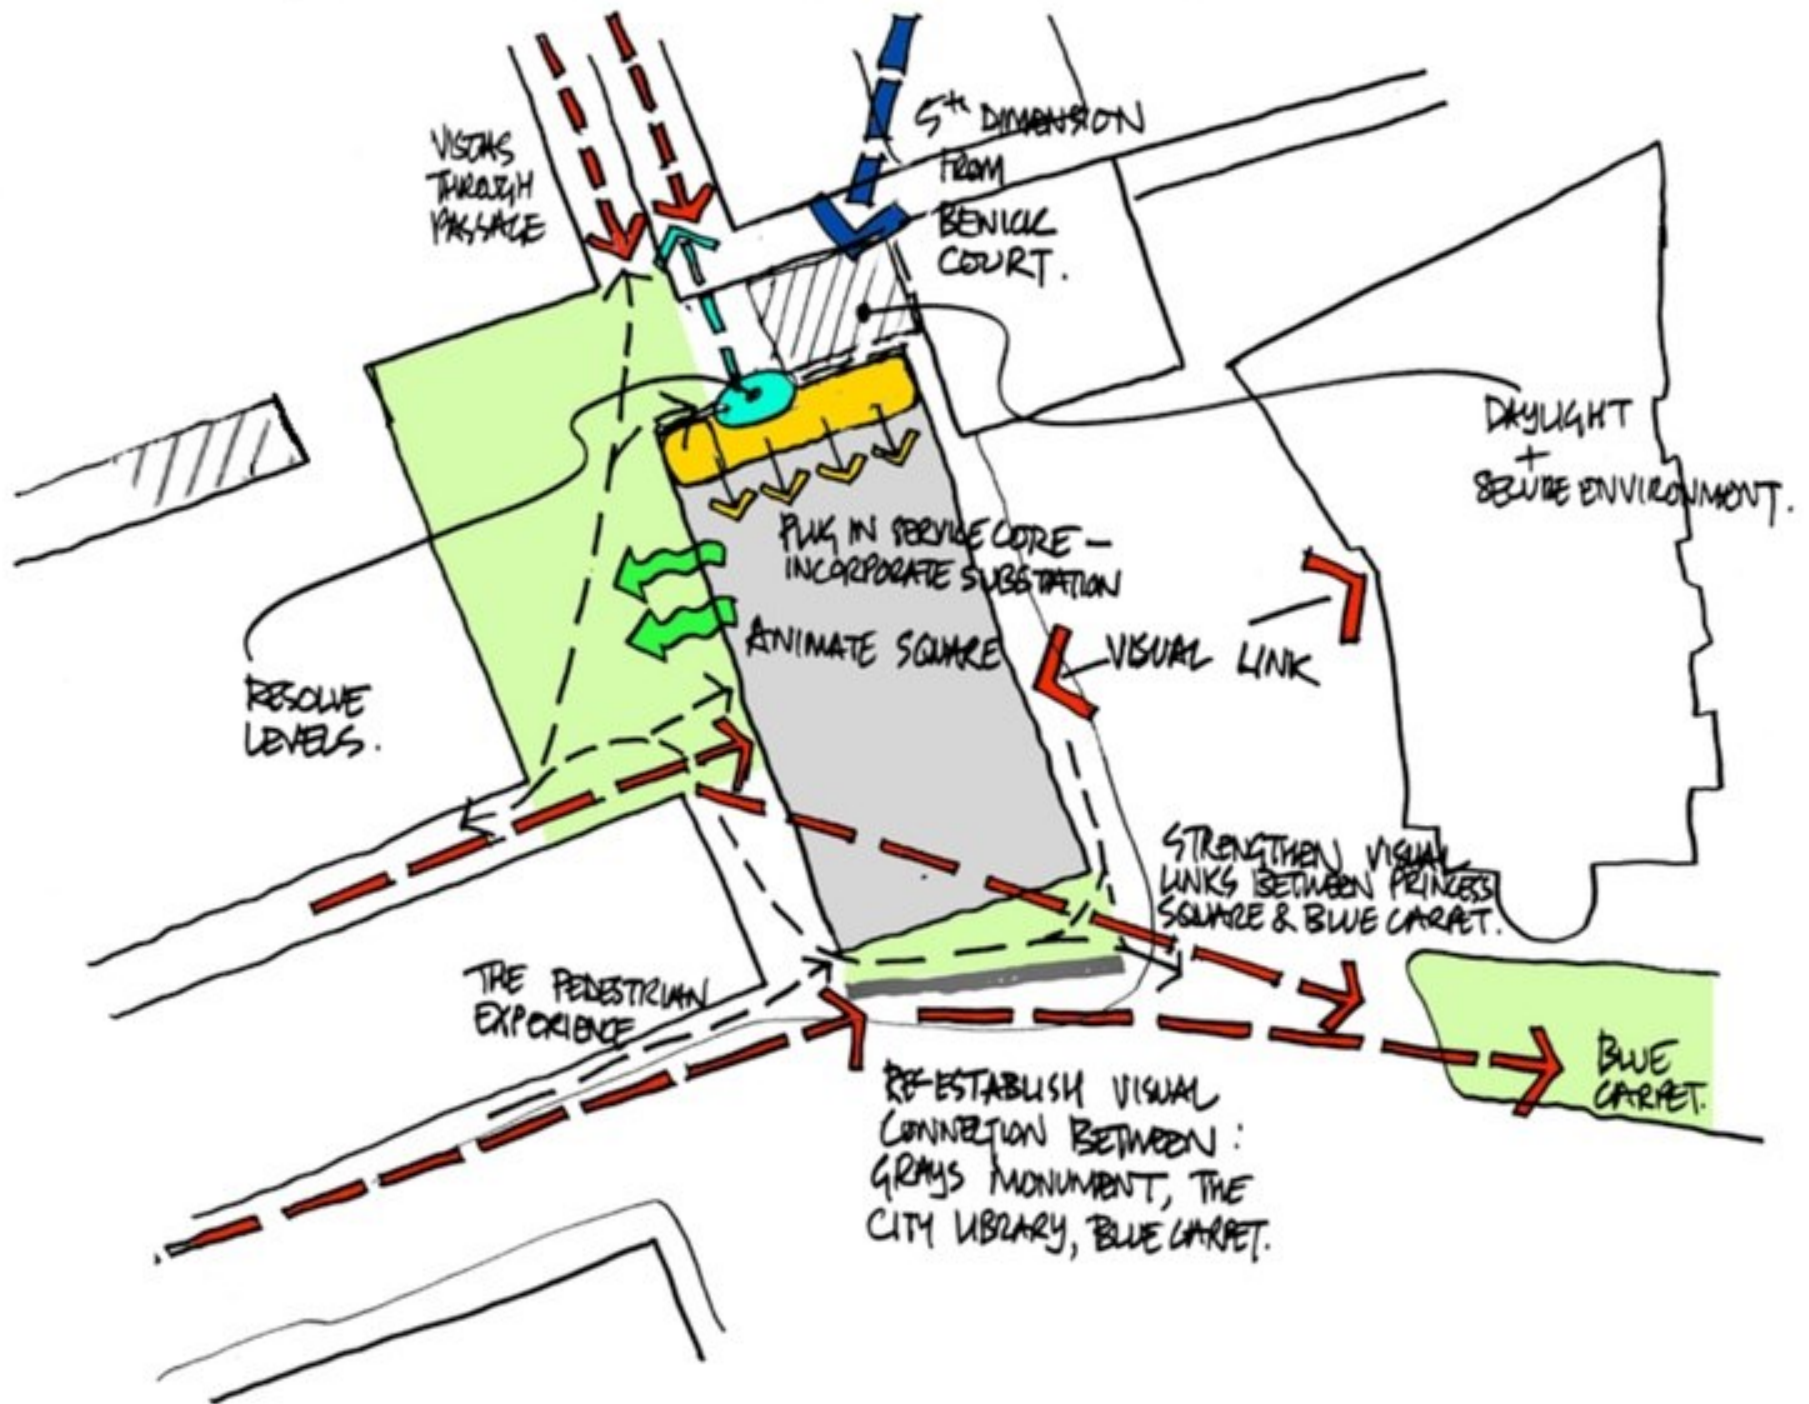 VISTAS
THROUGH
PASSAGE
5th DIMENSION
FROM
BENICK
COURT.
DAYLIGHT
+
SECURE ENVIRONMENT.
PLUG IN SERVICE CORE –
INCORPORATE SUBSTATION
ANIMATE SQUARE
VISUAL LINK
RESOLVE
LEVELS.
STRENGTHEN VISUAL
LINKS BETWEEN PRINCESS
SQUARE & BLUE CARPET.
THE PEDESTRIAN
EXPERIENCE
BLUE
CARPET.
RE-ESTABLISH VISUAL
CONNECTION BETWEEN :
GRAYS MONUMENT, THE
CITY LIBRARY, BLUE CARPET.